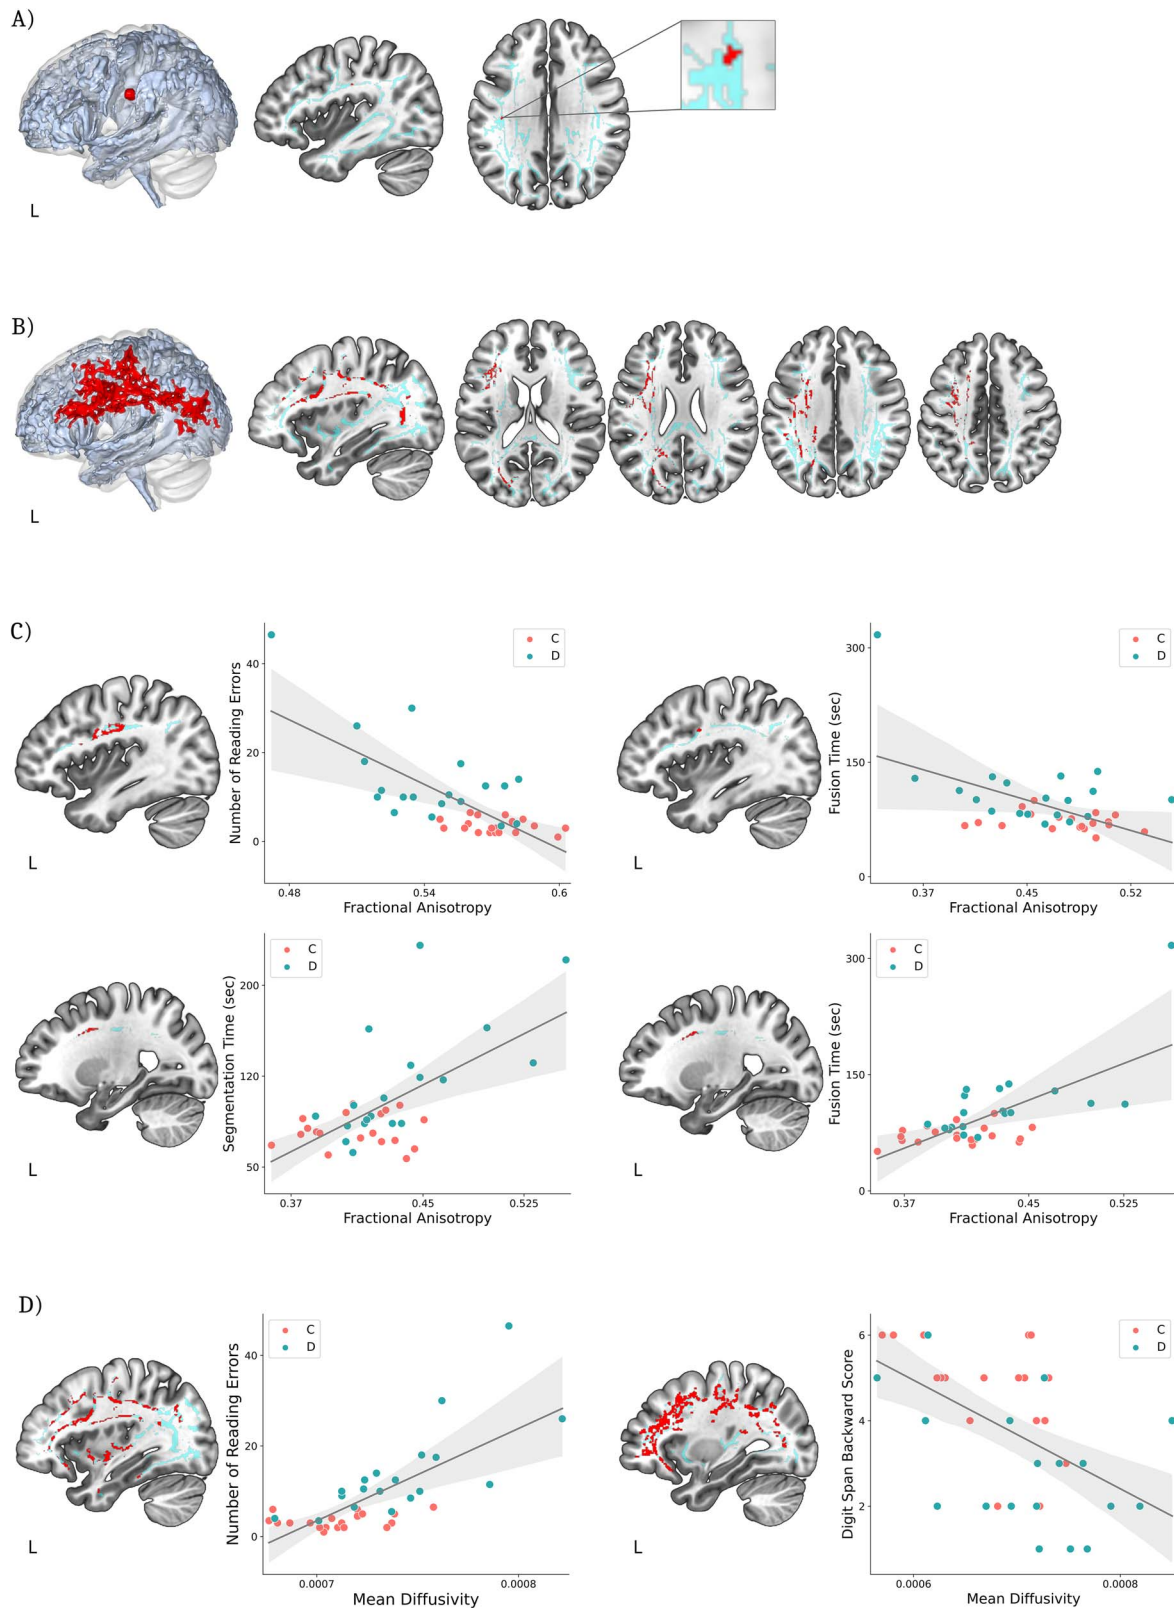 A)
L
B)
L
C)
Number of Reading Errors
40
20
0
C
D
0.48
0.54
0.6
Fractional Anisotropy
L
Fusion Time (sec)
300
150
0
C
D
0.37
0.45
0.52
Fractional Anisotropy
L
Segmentation Time (sec)
200
120
50
C
D
0.37
0.45
0.525
Fractional Anisotropy
L
Fusion Time (sec)
300
150
0
C
D
0.37
0.45
0.525
Fractional Anisotropy
L
D)
Number of Reading Errors
40
20
0
C
D
0.0007
0.0008
Mean Diffusivity
L
Digit Span Backward Score
6
4
2
C
D
0.0006
0.0008
Mean Diffusivity
L